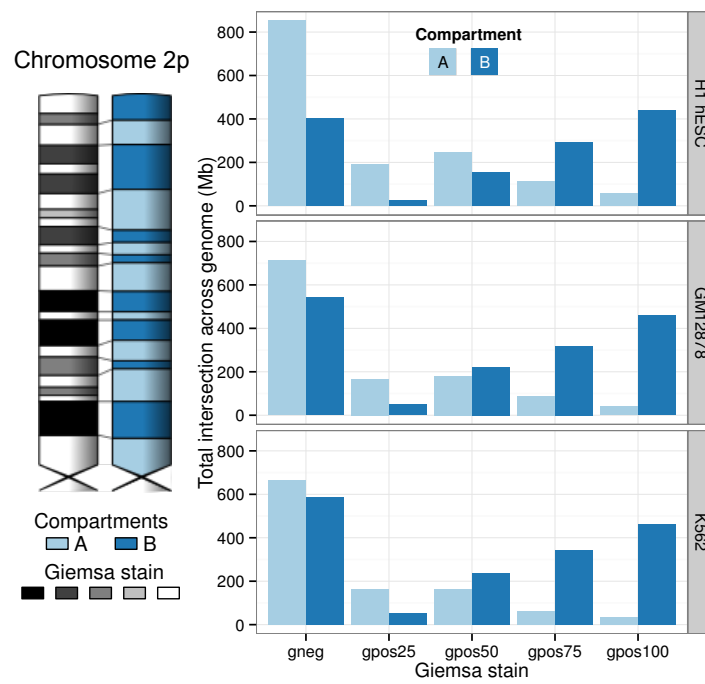 Chromosome 2p
Compartments
A B
Giemsa stain
Total intersection across genome (Mb)
Compartment
A B
800
600
400
200
0
H1 hESC
800
600
400
200
0
GM12878
800
600
400
200
0
K562
gneg gpos25 gpos50 gpos75 gpos100
Giemsa stain